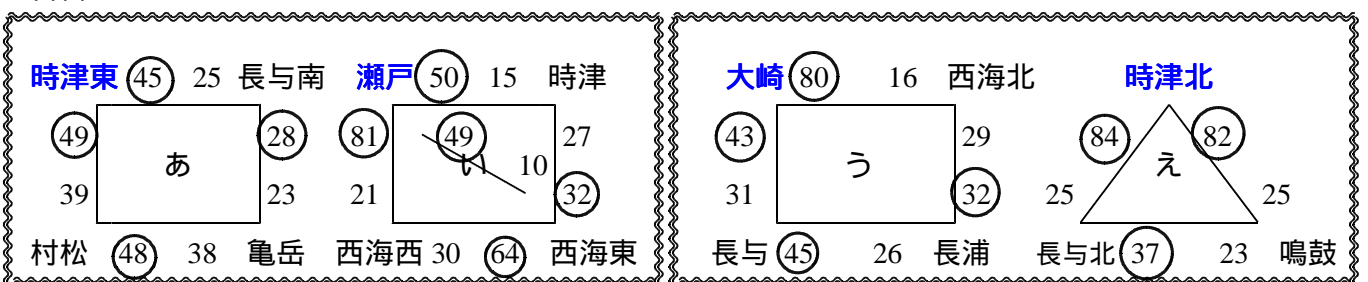 時津東 45 25 長与南 瀬戸 50 15 時津 大崎 80 16 西海北 時津北
49 28 81 49 27 43 29 84 82
あ い 10 う え
39 23 21 32 31 32 25 25
村松 48 38 亀岳 西海西 30 64 西海東 長与 45 26 長浦 長与北 37 23 鳴鼓